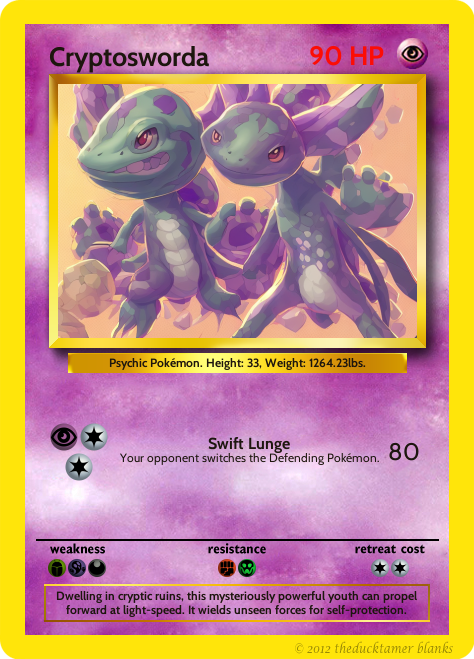 Cryptosworda 90 HP
Psychic Pokémon. Height: 33, Weight: 1264.23lbs.
Swift Lunge
Your opponent switches the Defending Pokémon. 80
weakness resistance retreat cost
Dwelling in cryptic ruins, this mysteriously powerful youth can propel
forward at light-speed. It wields unseen forces for self-protection.
© 2012 theducktamer blanks